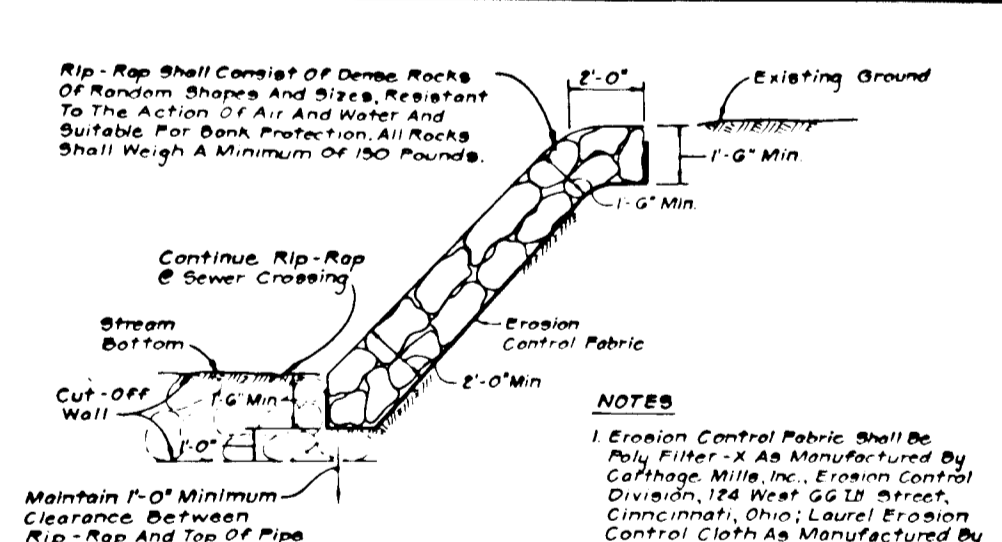 Rip-Rap Shall Consist Of Dense Rocks
Of Random Shapes And Sizes, Resistant
To The Action Of Air And Water And
Suitable For Bank Protection. All Rocks
Shall Weigh A Minimum Of 150 Pounds.
2'-0"
Existing Ground
1'-6" Min.
1'-6" Min.
Continue Rip-Rap
@ Sewer Crossing
Stream
Bottom
Erosion
Control Fabric
2'-0" Min
Cut-Off
Wall
1'-6" Min
1'-0"
Maintain 1'-0" Minimum
Clearance Between
Rip-Rap And Top Of Pipe
NOTES
1. Erosion Control Fabric Shall Be
Poly Filter-X As Manufactured By
Carthage Mills, Inc., Erosion Control
Division, 124 West 66th Street,
Cinncinnati, Ohio; Laurel Erosion
Control Cloth As Manufactured By